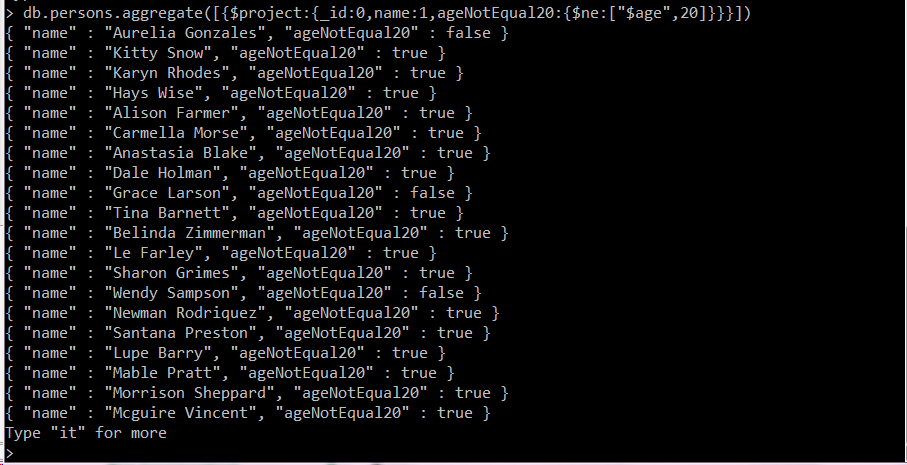 > db.persons.aggregate([{$project:{_id:0,name:1,ageNotEqual20:{$ne:["$age",20]}}}])
{ "name" : "Aurelia Gonzales", "ageNotEqual20" : false }
{ "name" : "Kitty Snow", "ageNotEqual20" : true }
{ "name" : "Karyn Rhodes", "ageNotEqual20" : true }
{ "name" : "Hays Wise", "ageNotEqual20" : true }
{ "name" : "Alison Farmer", "ageNotEqual20" : true }
{ "name" : "Carmella Morse", "ageNotEqual20" : true }
{ "name" : "Anastasia Blake", "ageNotEqual20" : true }
{ "name" : "Dale Holman", "ageNotEqual20" : true }
{ "name" : "Grace Larson", "ageNotEqual20" : false }
{ "name" : "Tina Barnett", "ageNotEqual20" : true }
{ "name" : "Belinda Zimmerman", "ageNotEqual20" : true }
{ "name" : "Le Farley", "ageNotEqual20" : true }
{ "name" : "Sharon Grimes", "ageNotEqual20" : true }
{ "name" : "Wendy Sampson", "ageNotEqual20" : false }
{ "name" : "Newman Rodriquez", "ageNotEqual20" : true }
{ "name" : "Santana Preston", "ageNotEqual20" : true }
{ "name" : "Lupe Barry", "ageNotEqual20" : true }
{ "name" : "Mable Pratt", "ageNotEqual20" : true }
{ "name" : "Morrison Sheppard", "ageNotEqual20" : true }
{ "name" : "Mcguire Vincent", "ageNotEqual20" : true }
Type "it" for more
>